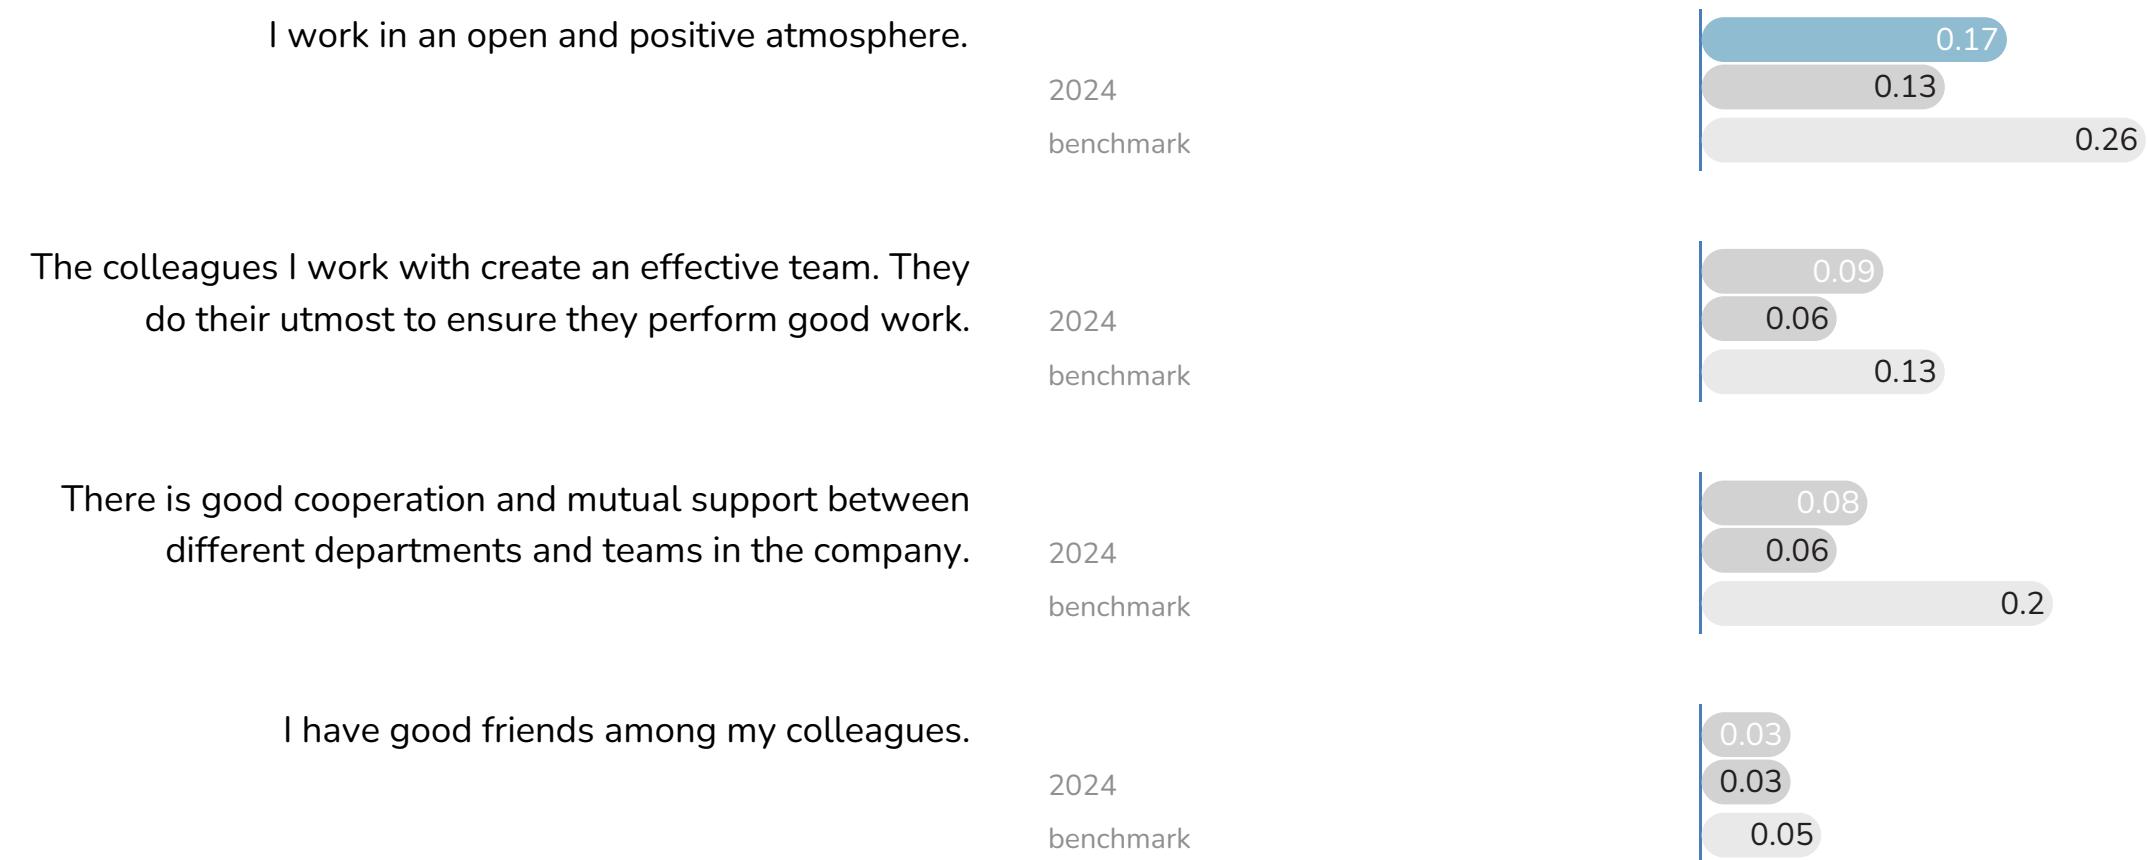 I work in an open and positive atmosphere.
0.17
2024
0.13
benchmark
0.26
The colleagues I work with create an effective team. They
do their utmost to ensure they perform good work.
0.09
2024
0.06
benchmark
0.13
There is good cooperation and mutual support between
different departments and teams in the company.
0.08
2024
0.06
benchmark
0.2
I have good friends among my colleagues.
0.03
2024
0.03
benchmark
0.05